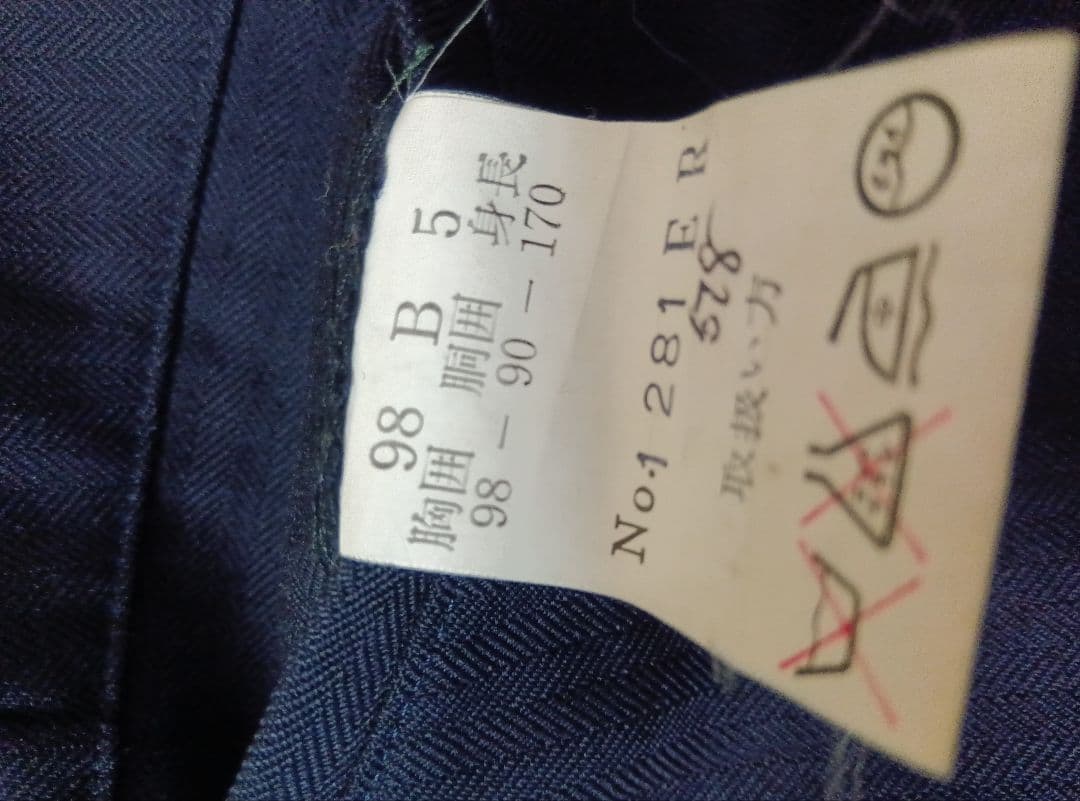 98 B 5
胸囲 胴囲 身長
98 － 90 － 170
No.1 281 E R
578
取扱い方